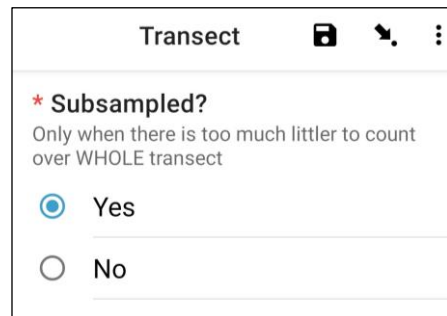 Transect
* Subsampled?
Only when there is too much littler to count
over WHOLE transect
Yes
No